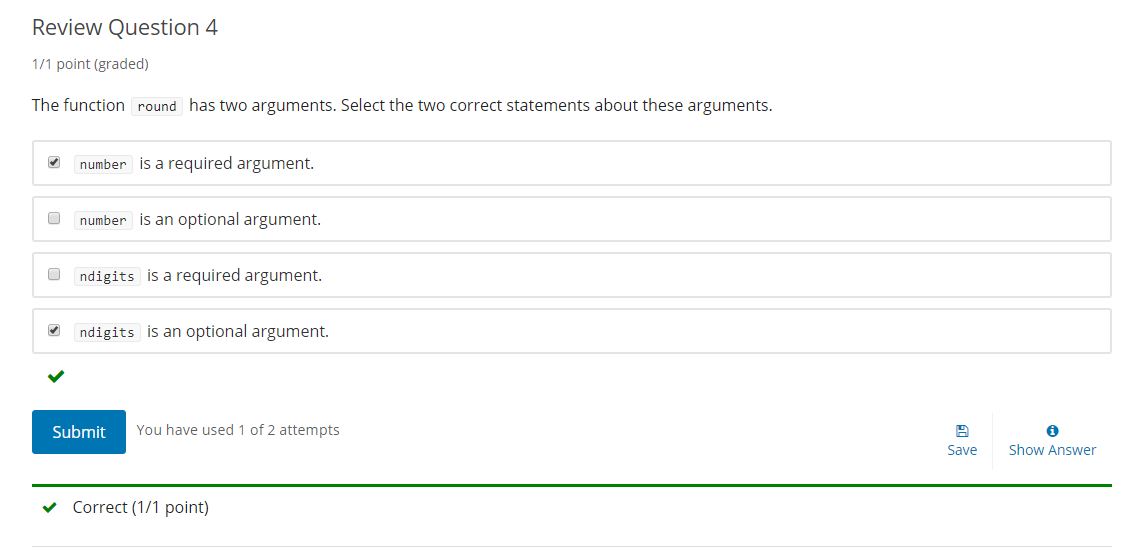 Review Question 4
1/1 point (graded)
The function round has two arguments. Select the two correct statements about these arguments.
number is a required argument.
number is an optional argument.
ndigits is a required argument.
ndigits is an optional argument.
Submit You have used 1 of 2 attempts
Save Show Answer
Correct (1/1 point)